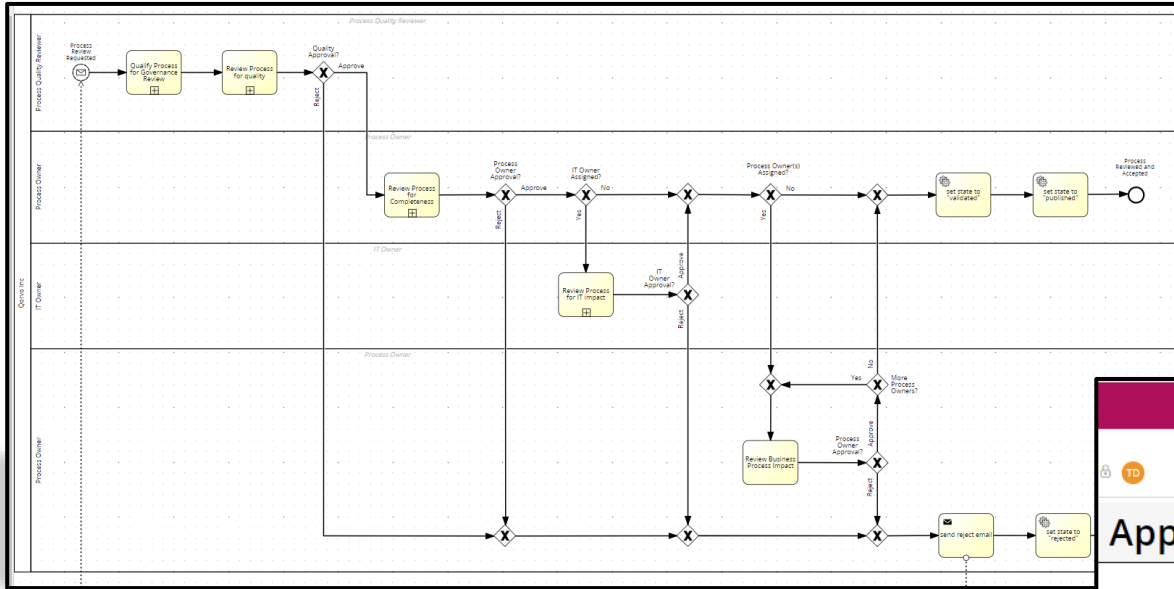 Process Quality Reviewer
Qorvo Inc
Process Quality Reviewer
Process
Review
Requested
Qualify Process
for Governance
Review
Review Process
for quality
Quality
Approval?
Approve
Reject
Process Owner
Process Owner
Review Process
for
Completeness
Process
Owner
Approval?
Approve
Reject
IT Owner
Assigned?
No
Yes
Process Owner(s)
Assigned?
No
Yes
set state to
"validated"
set state to
"published"
Process
Reviewed and
Accepted
IT Owner
IT Owner
Review Process
for IT impact
IT
Owner
Approval?
Approve
Reject
Process Owner
Process Owner
Yes
No
More
Process
Owners?
Review Business
Process Impact
Process
Owner
Approval?
Approve
Reject
send reject email
set state to
"rejected"
TD
App